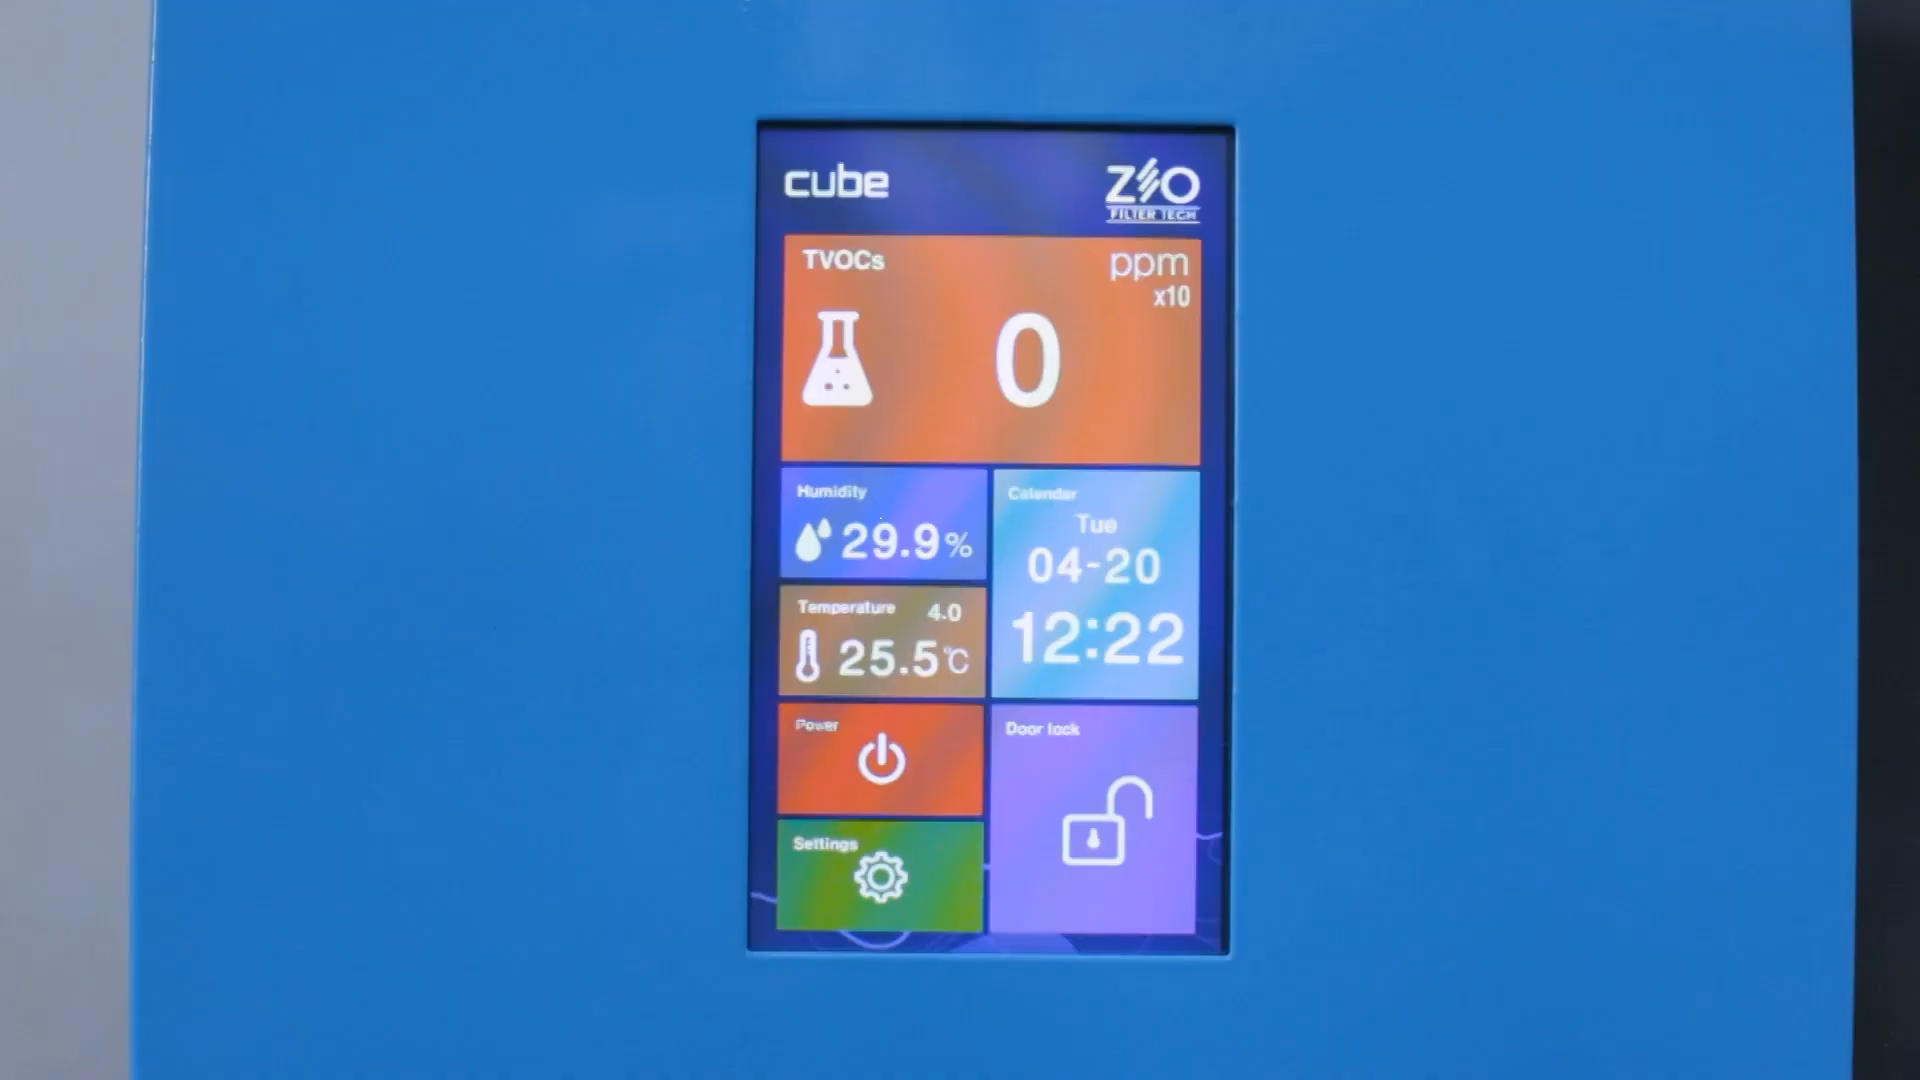 cube
ZIO
FILTER TECH
TVOCs
ppm
x10
0
Humidity
29.9%
Calendar
Tue
04-20
12:22
Temperature 4.0
25.5℃
Power
Door lock
Settings